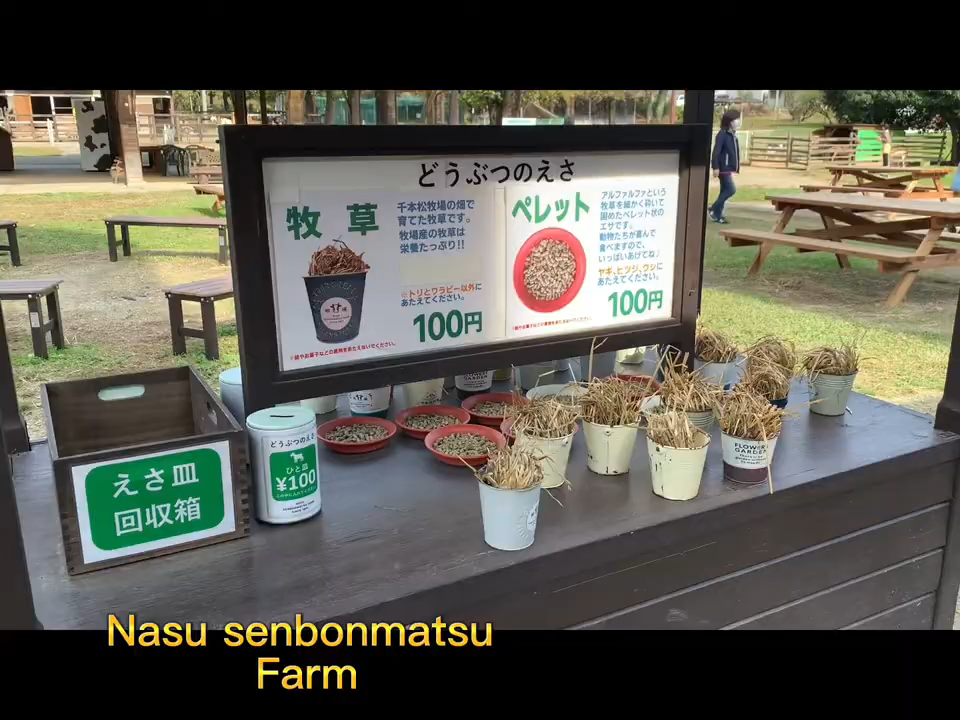 どうぶつのえさ
牧草
千本松牧場の畑で
育てた牧草です。
牧場産の牧草は
栄養たっぷり!!
※トリとワラビー以外に
あたえてください。
100円
ペレット
アルファルファという
牧草を細かく砕いて
固めたペレット状の
エサです。
動物たちが喜んで
食べますので、
いっぱいあげてね♪
ヤギ、ヒツジ、ウシに
あたえてください。
100円
えさ皿
回収箱
どうぶつのえさ
ひと皿
¥100
FLOWER
GARDEN
Nasu senbonmatsu
Farm